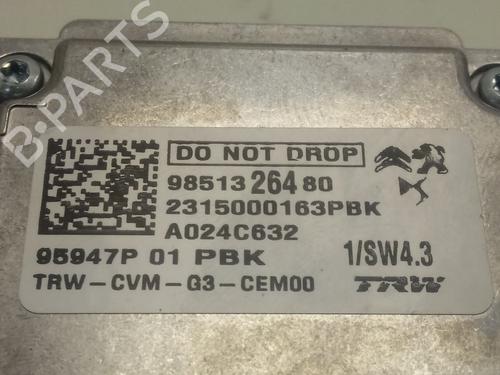 B-PARTS
DO NOT DROP
98513 264 80
2315000163PBK
A024C632
95947P 01 PBK 1/SW4.3
TRW-CVM-G3-CEM00 TRW